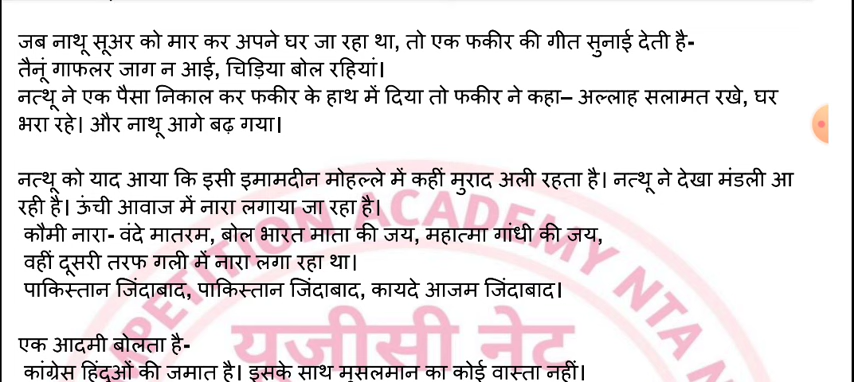 जब नाथू सूअर को मार कर अपने घर जा रहा था, तो एक फकीर की गीत सुनाई देती है-
तैनूं गाफलर जाग न आई, चिड़िया बोल रहियां।
नत्थू ने एक पैसा निकाल कर फकीर के हाथ में दिया तो फकीर ने कहा– अल्लाह सलामत रखे, घर
भरा रहे। और नाथू आगे बढ़ गया।
नत्थू को याद आया कि इसी इमामदीन मोहल्ले में कहीं मुराद अली रहता है। नत्थू ने देखा मंडली आ
रही है। ऊंची आवाज में नारा लगाया जा रहा है।
कौमी नारा- वंदे मातरम, बोल भारत माता की जय, महात्मा गांधी की जय,
वहीं दूसरी तरफ गली में नारा लगा रहा था।
पाकिस्तान जिंदाबाद, पाकिस्तान जिंदाबाद, कायदे आजम जिंदाबाद।
एक आदमी बोलता है-
कांग्रेस हिंदुओं की जमात है। इसके साथ मुसलमान का कोई वास्ता नहीं।
PETITION ACADEMY NTA
यूजीसी नेट